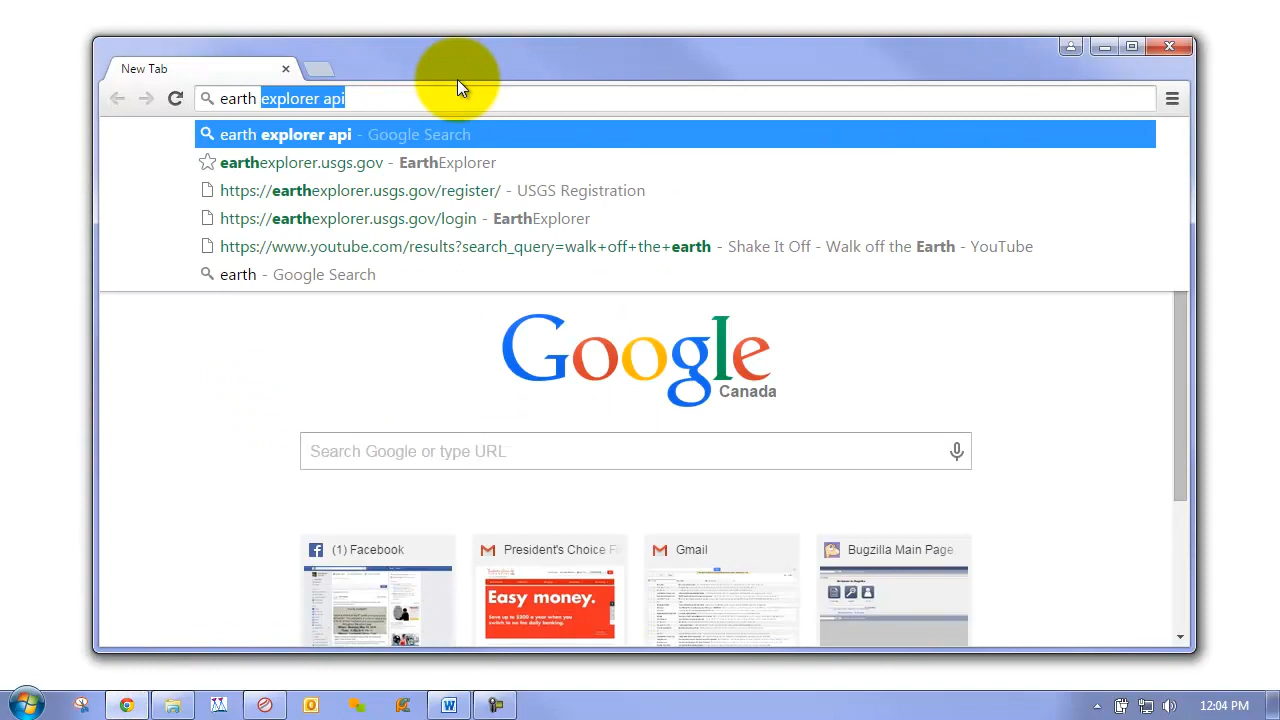 New Tab
earth explorer api
earth explorer api - Google Search
earthexplorer.usgs.gov - EarthExplorer
https://earthexplorer.usgs.gov/register/ - USGS Registration
https://earthexplorer.usgs.gov/login - EarthExplorer
https://www.youtube.com/results?search_query=walk+off+the+earth - Shake It Off - Walk off the Earth - YouTube
earth - Google Search
Google
Canada
Search Google or type URL
(1) Facebook
President's Choice Fi
Gmail
Bugzilla Main Page
Easy money.
12:04 PM